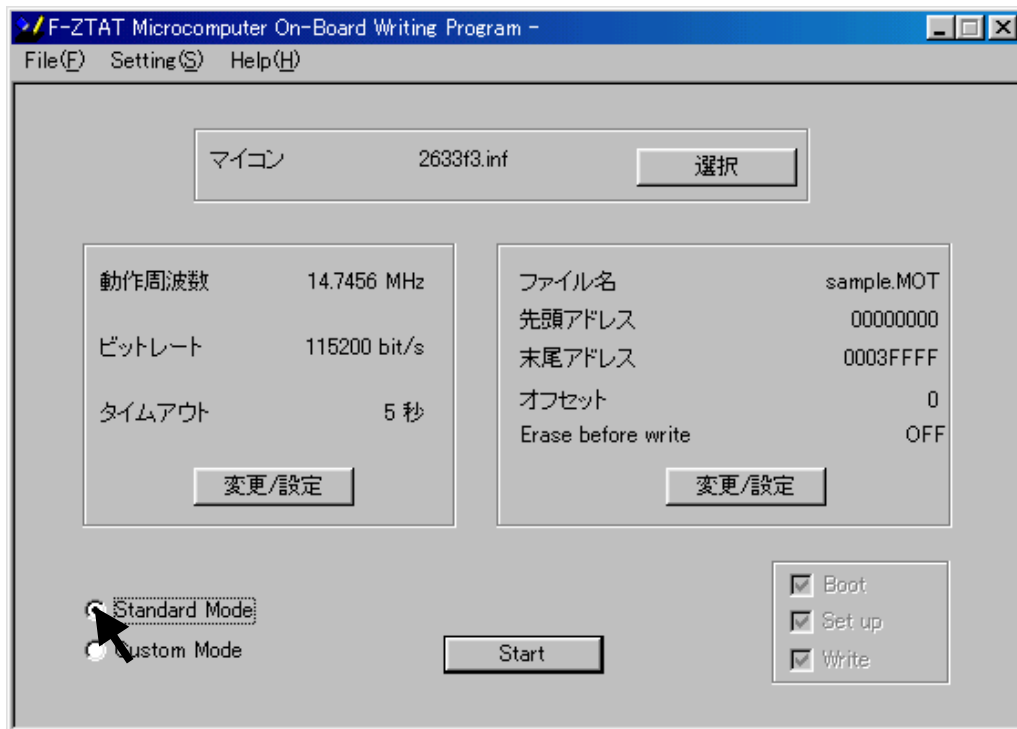 F-ZTAT Microcomputer On-Board Writing Program -
File(F) Setting(S) Help(H)
マイコン 2633f3.inf 選択
動作周波数 14.7456 MHz
ビットレート 115200 bit/s
タイムアウト 5 秒
変更/設定
ファイル名 sample.MOT
先頭アドレス 00000000
末尾アドレス 0003FFFF
オフセット 0
Erase before write OFF
変更/設定
Standard Mode
Custom Mode
Start
Boot
Set up
Write